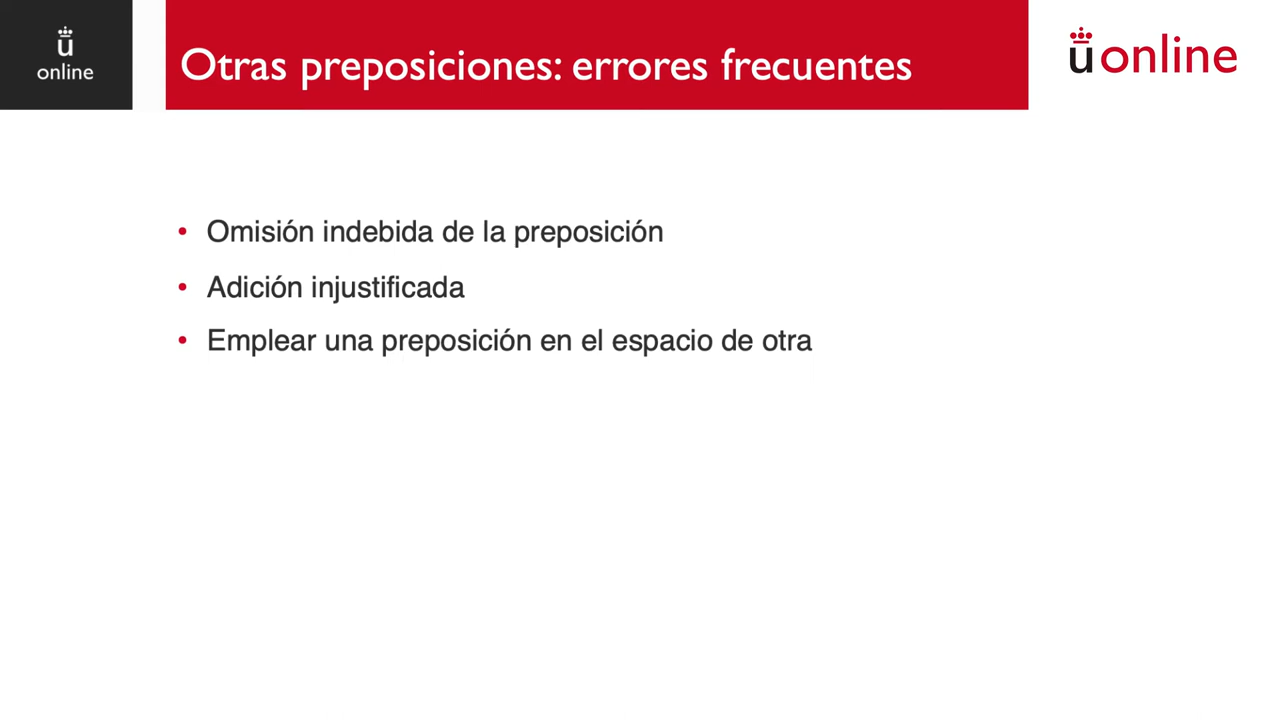 ü
online
Otras preposiciones: errores frecuentes
ü online
• Omisión indebida de la preposición
• Adición injustificada
• Emplear una preposición en el espacio de otra